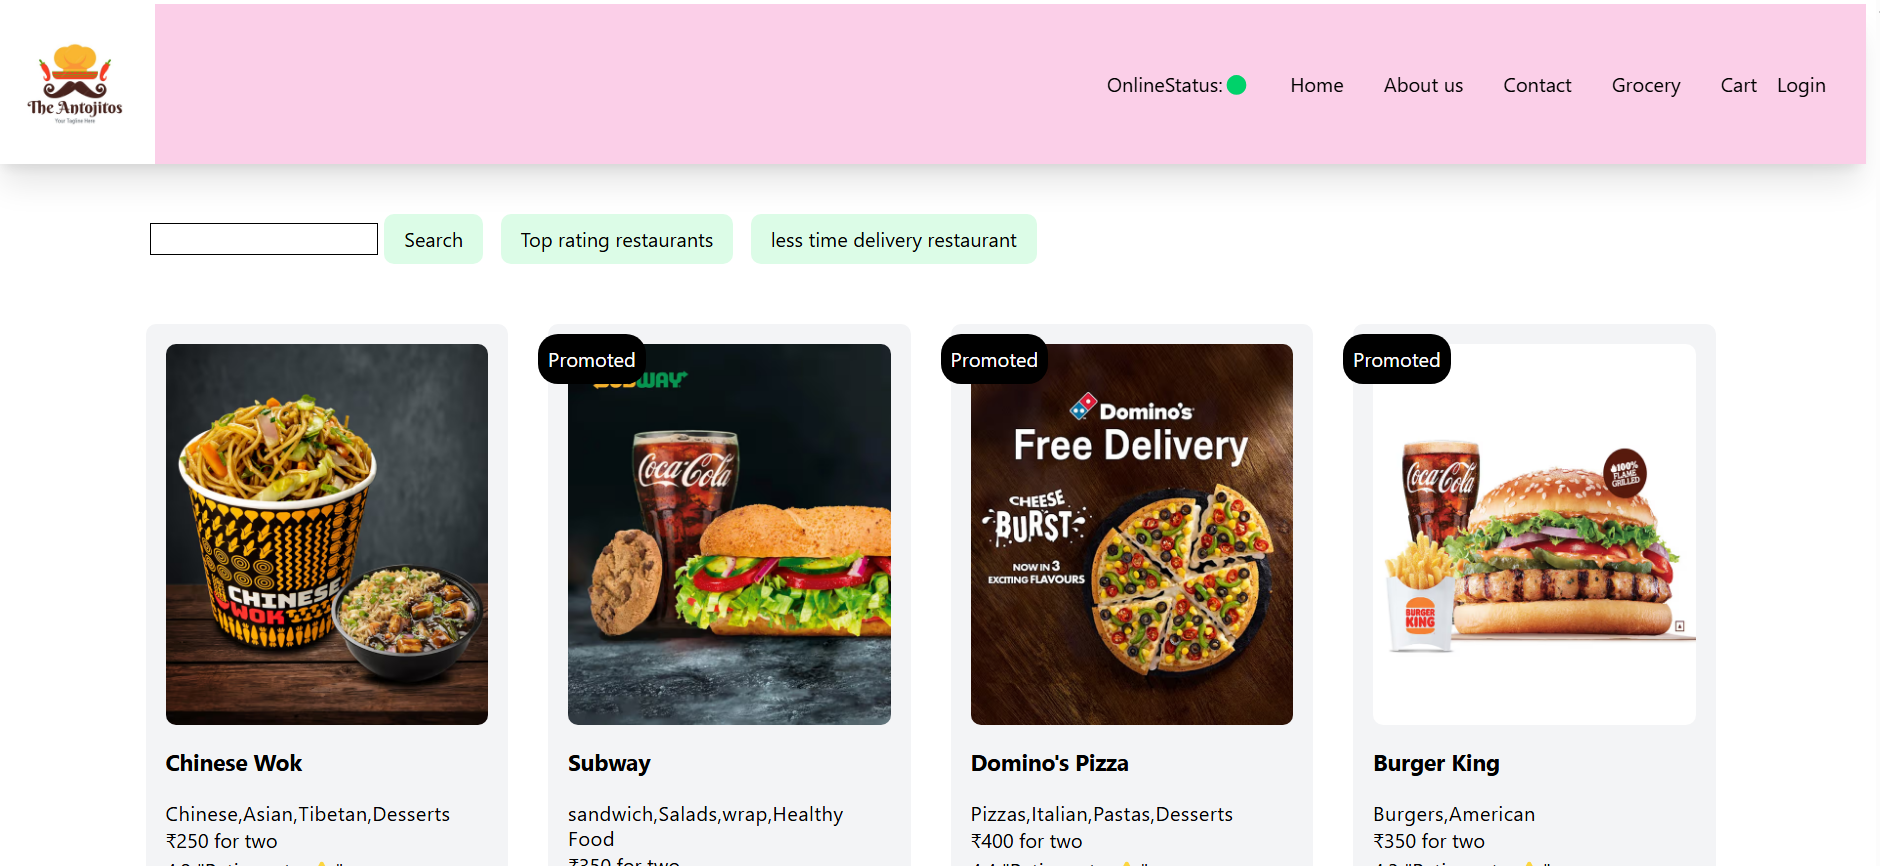 The Antojitos
Your Tagline Here
OnlineStatus:
Home
About us
Contact
Grocery
Cart
Login
Search
Top rating restaurants
less time delivery restaurant
CHINESE
WOK
Chinese Wok
Chinese,Asian,Tibetan,Desserts
₹250 for two
Promoted
SUBWAY
Coca-Cola
Subway
sandwich,Salads,wrap,Healthy
Food
₹350 for two
Promoted
Domino's
Free Delivery
CHEESE
BURST
NOW IN 3
EXCITING FLAVOURS
Domino's Pizza
Pizzas,Italian,Pastas,Desserts
₹400 for two
Promoted
Coca-Cola
100%
FLAME
GRILLED
BURGER
KING
Burger King
Burgers,American
₹350 for two